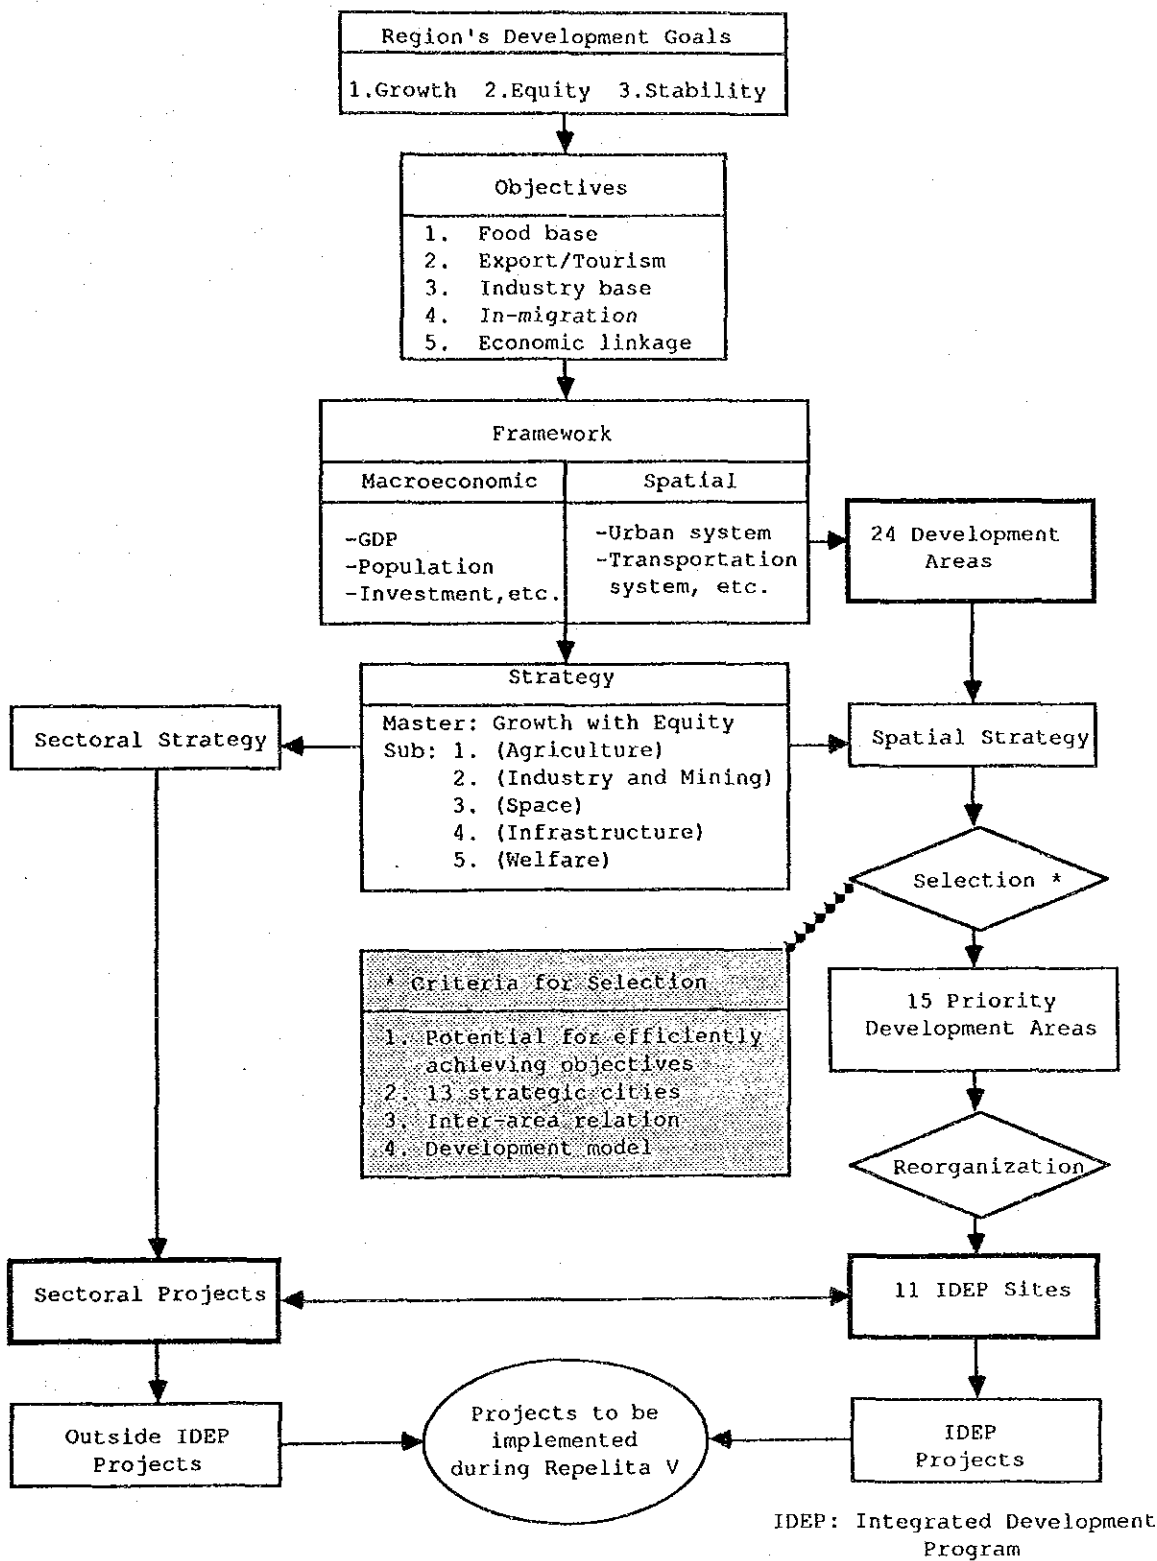 Region's Development Goals
1.Growth 2.Equity 3.Stability
Objectives
1. Food base
2. Export/Tourism
3. Industry base
4. In-migration
5. Economic linkage
Framework
Macroeconomic
-GDP
-Population
-Investment,etc.
Spatial
-Urban system
-Transportation
system, etc.
24 Development
Areas
Strategy
Master: Growth with Equity
Sub: 1. (Agriculture)
2. (Industry and Mining)
3. (Space)
4. (Infrastructure)
5. (Welfare)
Sectoral Strategy
Spatial Strategy
Selection *
* Criteria for Selection
1. Potential for efficiently
achieving objectives
2. 13 strategic cities
3. Inter-area relation
4. Development model
15 Priority
Development Areas
Reorganization
Sectoral Projects
11 IDEP Sites
Outside IDEP
Projects
Projects to be
implemented
during Repelita V
IDEP
Projects
IDEP: Integrated Development
Program